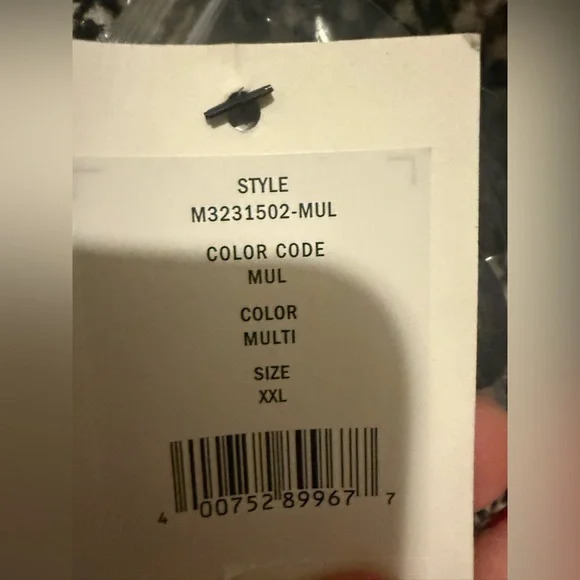 STYLE
M3231502-MUL
COLOR CODE
MUL
COLOR
MULTI
SIZE
XXL
4 00752 89967 7